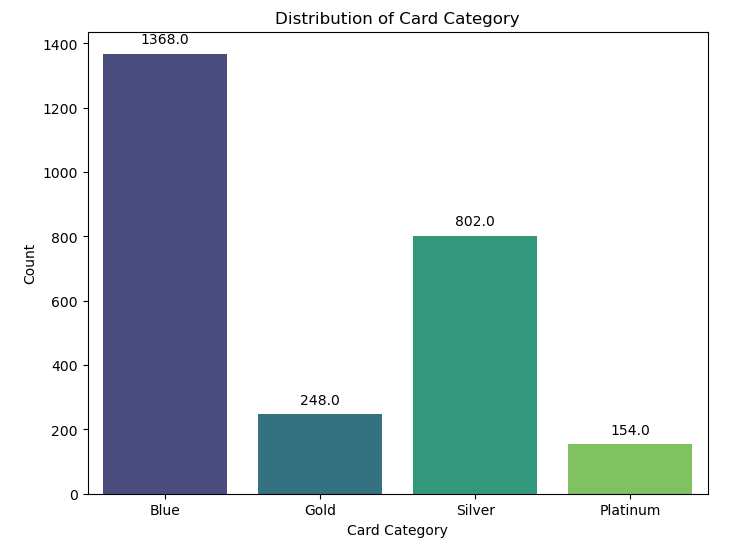 Distribution of Card Category
1400
1200
1000
800
600
400
200
0
Count
1368.0
248.0
802.0
154.0
Blue
Gold
Silver
Platinum
Card Category